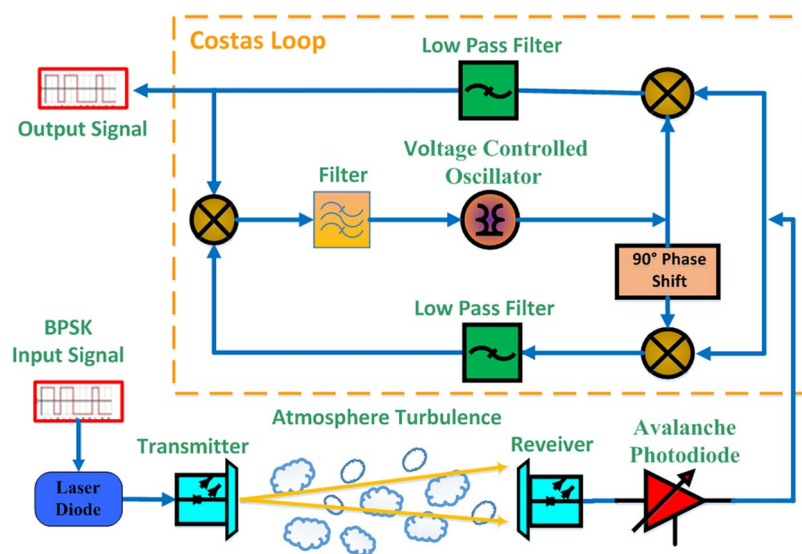 Costas Loop
Low Pass Filter
Output Signal
Voltage Controlled
Oscillator
Filter
90° Phase
Shift
Low Pass Filter
BPSK
Input Signal
Atmosphere Turbulence
Transmitter
Reveiver
Avalanche
Photodiode
Laser
Diode